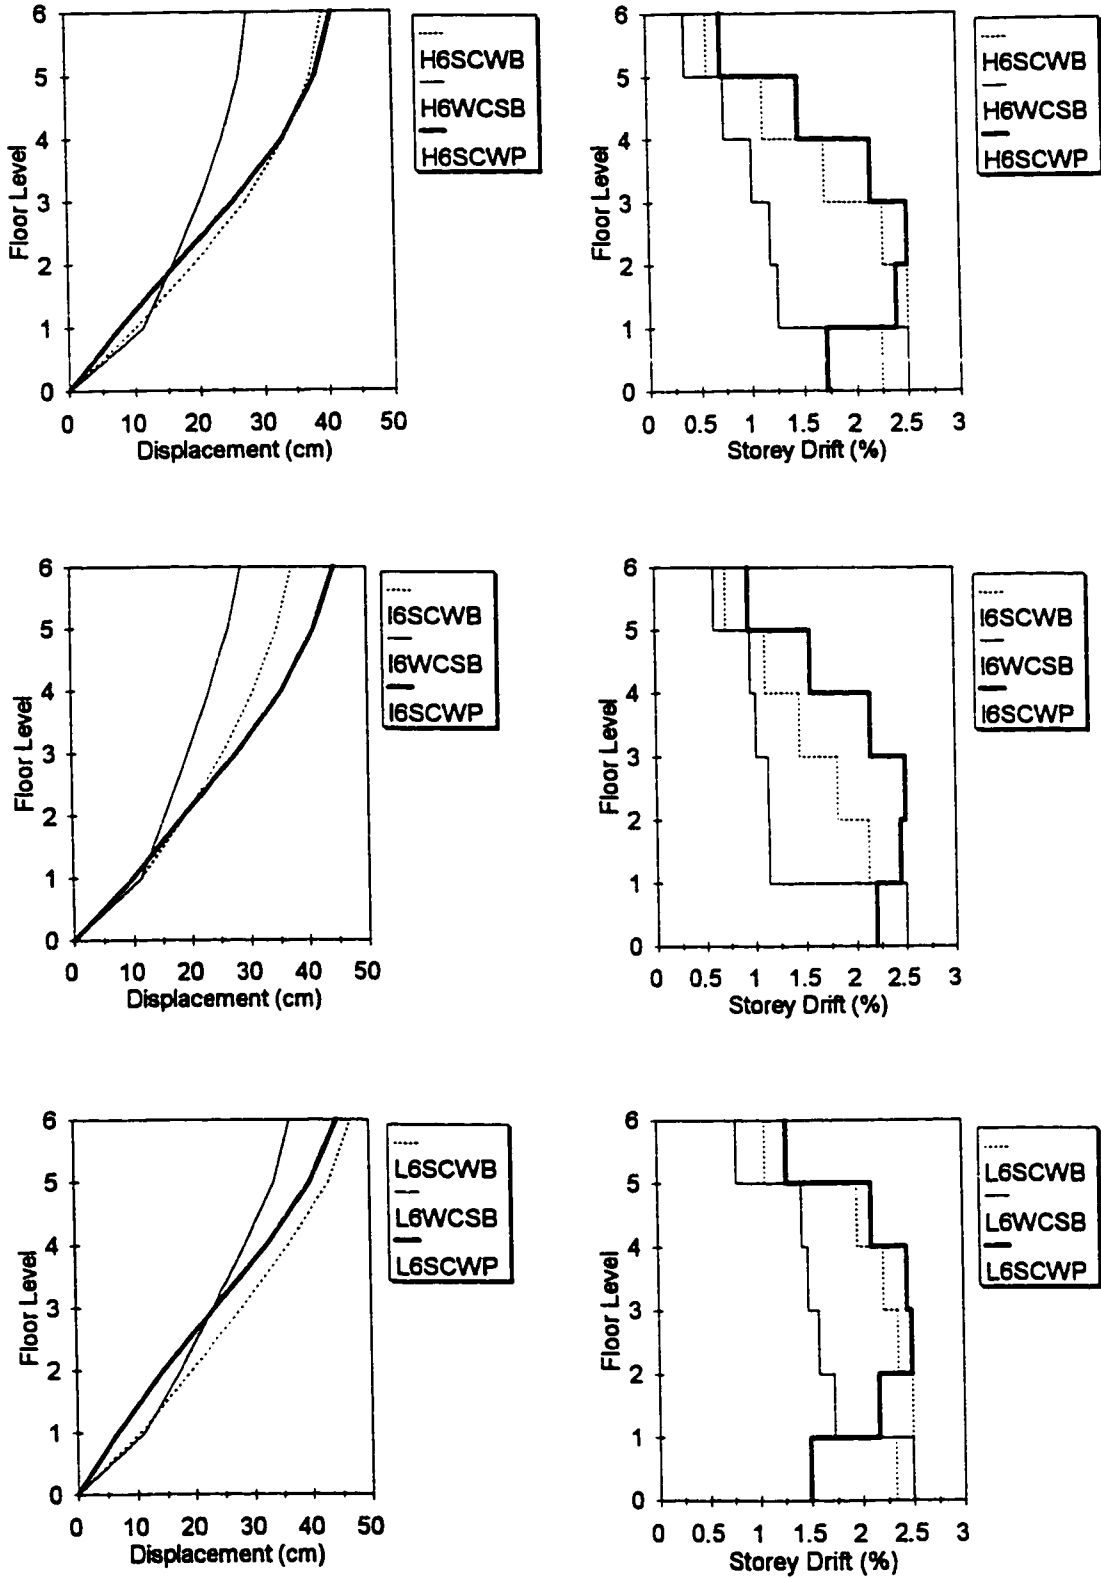 6
5
4
3
2
1
0
Floor Level
0 10 20 30 40 50
Displacement (cm)
H6SCWB
H6WCSB
H6SCWP
6
5
4
3
2
1
0
Floor Level
0 0.5 1 1.5 2 2.5 3
Storey Drift (%)
H6SCWB
H6WCSB
H6SCWP
6
5
4
3
2
1
0
Floor Level
0 10 20 30 40 50
Displacement (cm)
I6SCWB
I6WCSB
I6SCWP
6
5
4
3
2
1
0
Floor Level
0 0.5 1 1.5 2 2.5 3
Storey Drift (%)
I6SCWB
I6WCSB
I6SCWP
6
5
4
3
2
1
0
Floor Level
0 10 20 30 40 50
Displacement (cm)
L6SCWB
L6WCSB
L6SCWP
6
5
4
3
2
1
0
Floor Level
0 0.5 1 1.5 2 2.5 3
Storey Drift (%)
L6SCWB
L6WCSB
L6SCWP